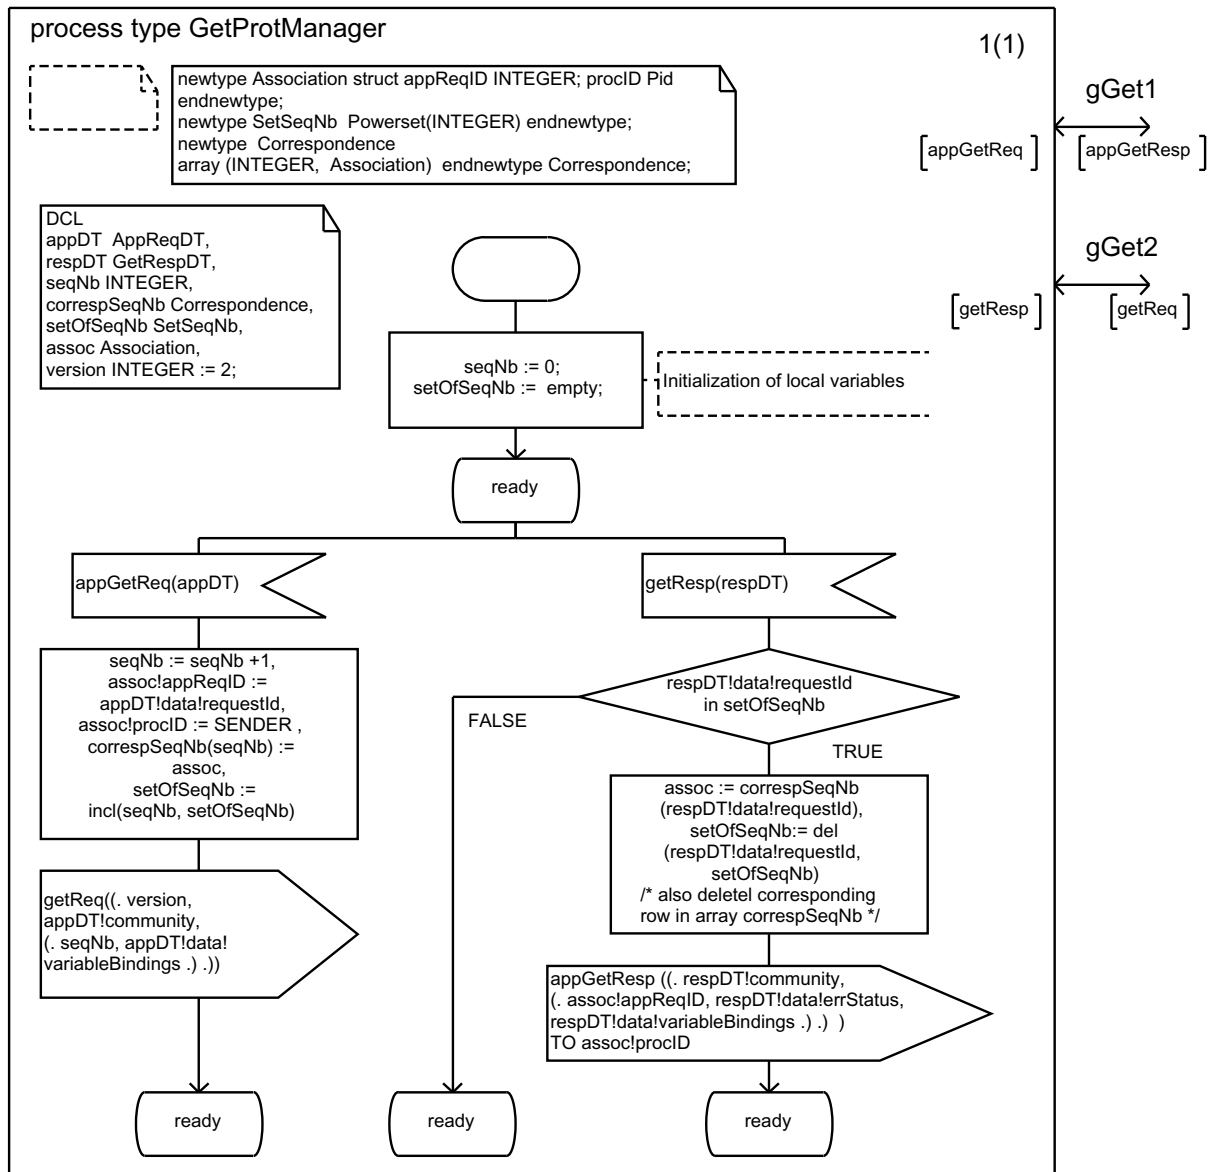 process type GetProtManager
1(1)
newtype Association struct appReqID INTEGER; procID Pid
endnewtype;
newtype SetSeqNb Powerset(INTEGER) endnewtype;
newtype Correspondence
array (INTEGER, Association) endnewtype Correspondence;
gGet1
[appGetReq ]
[appGetResp ]
DCL
appDT AppReqDT,
respDT GetRespDT,
seqNb INTEGER,
correspSeqNb Correspondence,
setOfSeqNb SetSeqNb,
assoc Association,
version INTEGER := 2;
gGet2
[getResp ]
[getReq ]
seqNb := 0;
setOfSeqNb := empty;
Initialization of local variables
ready
appGetReq(appDT)
getResp(respDT)
seqNb := seqNb +1,
assoc!appReqID :=
appDT!data!requestId,
assoc!procID := SENDER ,
correspSeqNb(seqNb) :=
assoc,
setOfSeqNb :=
incl(seqNb, setOfSeqNb)
respDT!data!requestId
in setOfSeqNb
FALSE
TRUE
assoc := correspSeqNb
(respDT!data!requestId),
setOfSeqNb:= del
(respDT!data!requestId,
setOfSeqNb)
/* also deletel corresponding
row in array correspSeqNb */
getReq((. version,
appDT!community,
(. seqNb, appDT!data!
variableBindings .) .))
appGetResp ((. respDT!community,
(. assoc!appReqID, respDT!data!errStatus,
respDT!data!variableBindings .) .) )
TO assoc!procID
ready
ready
ready